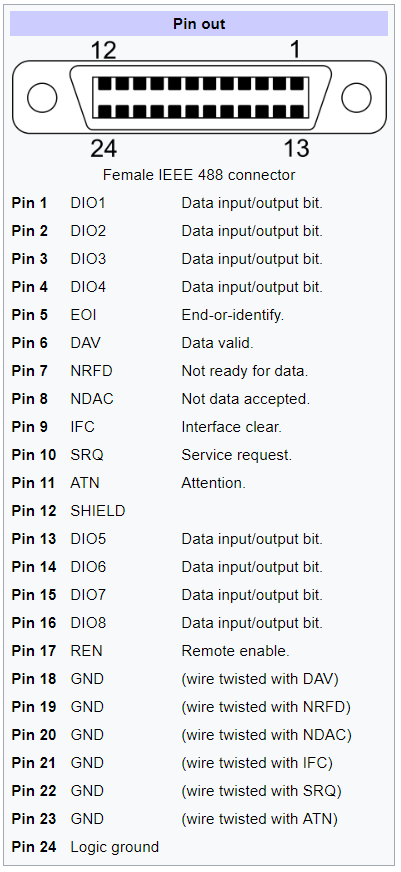 Pin out
12 1
24 13
Female IEEE 488 connector
Pin 1 DIO1 Data input/output bit.
Pin 2 DIO2 Data input/output bit.
Pin 3 DIO3 Data input/output bit.
Pin 4 DIO4 Data input/output bit.
Pin 5 EOI End-or-identify.
Pin 6 DAV Data valid.
Pin 7 NRFD Not ready for data.
Pin 8 NDAC Not data accepted.
Pin 9 IFC Interface clear.
Pin 10 SRQ Service request.
Pin 11 ATN Attention.
Pin 12 SHIELD
Pin 13 DIO5 Data input/output bit.
Pin 14 DIO6 Data input/output bit.
Pin 15 DIO7 Data input/output bit.
Pin 16 DIO8 Data input/output bit.
Pin 17 REN Remote enable.
Pin 18 GND (wire twisted with DAV)
Pin 19 GND (wire twisted with NRFD)
Pin 20 GND (wire twisted with NDAC)
Pin 21 GND (wire twisted with IFC)
Pin 22 GND (wire twisted with SRQ)
Pin 23 GND (wire twisted with ATN)
Pin 24 Logic ground